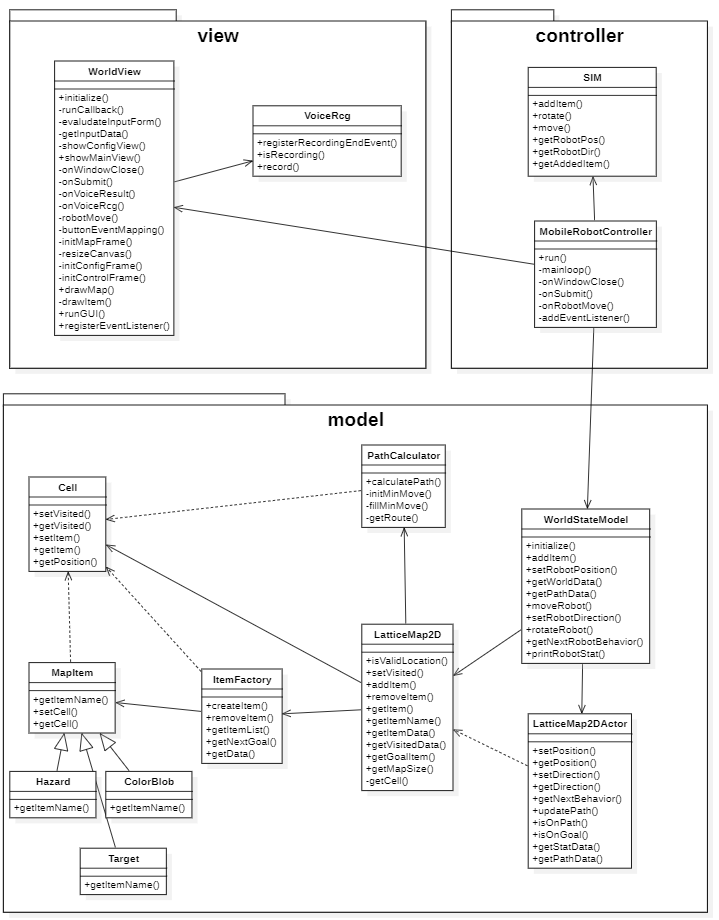 view
WorldView
+initialize()
-runCallback()
-evaludateInputForm()
-getInputData()
-showConfigView()
+showMainView()
-onWindowClose()
-onSubmit()
-onVoiceResult()
-onVoiceRcg()
-robotMove()
-buttonEventMapping()
-initMapFrame()
-resizeCanvas()
-initConfigFrame()
-initControlFrame()
+drawMap()
-drawItem()
+runGUI()
+registerEventListener()
VoiceRcg
+registerRecordingEndEvent()
+isRecording()
+record()
controller
SIM
+addItem()
+rotate()
+move()
+getRobotPos()
+getRobotDir()
+getAddedItem()
MobileRobotController
+run()
-mainloop()
-onWindowClose()
-onSubmit()
-onRobotMove()
-addEventListener()
model
PathCalculator
+calculatePath()
-initMinMove()
-fillMinMove()
-getRoute()
Cell
+setVisited()
+getVisited()
+setItem()
+getItem()
+getPosition()
WorldStateModel
+initialize()
+addItem()
+setRobotPosition()
+getWorldData()
+getPathData()
+moveRobot()
+setRobotDirection()
+rotateRobot()
+getNextRobotBehavior()
+printRobotStat()
LatticeMap2D
+isValidLocation()
+setVisited()
+addItem()
+removeItem()
+getItem()
+getItemName()
+getItemData()
+getVisitedData()
+getGoalItem()
+getMapSize()
-getCell()
MapItem
+getItemName()
+setCell()
+getCell()
ItemFactory
+createItem()
+removeItem()
+getItemList()
+getNextGoal()
+getData()
LatticeMap2DActor
+setPosition()
+getPosition()
+setDirection()
+getDirection()
+getNextBehavior()
+updatePath()
+isOnPath()
+isOnGoal()
+getStatData()
+getPathData()
Hazard
+getItemName()
ColorBlob
+getItemName()
Target
+getItemName()